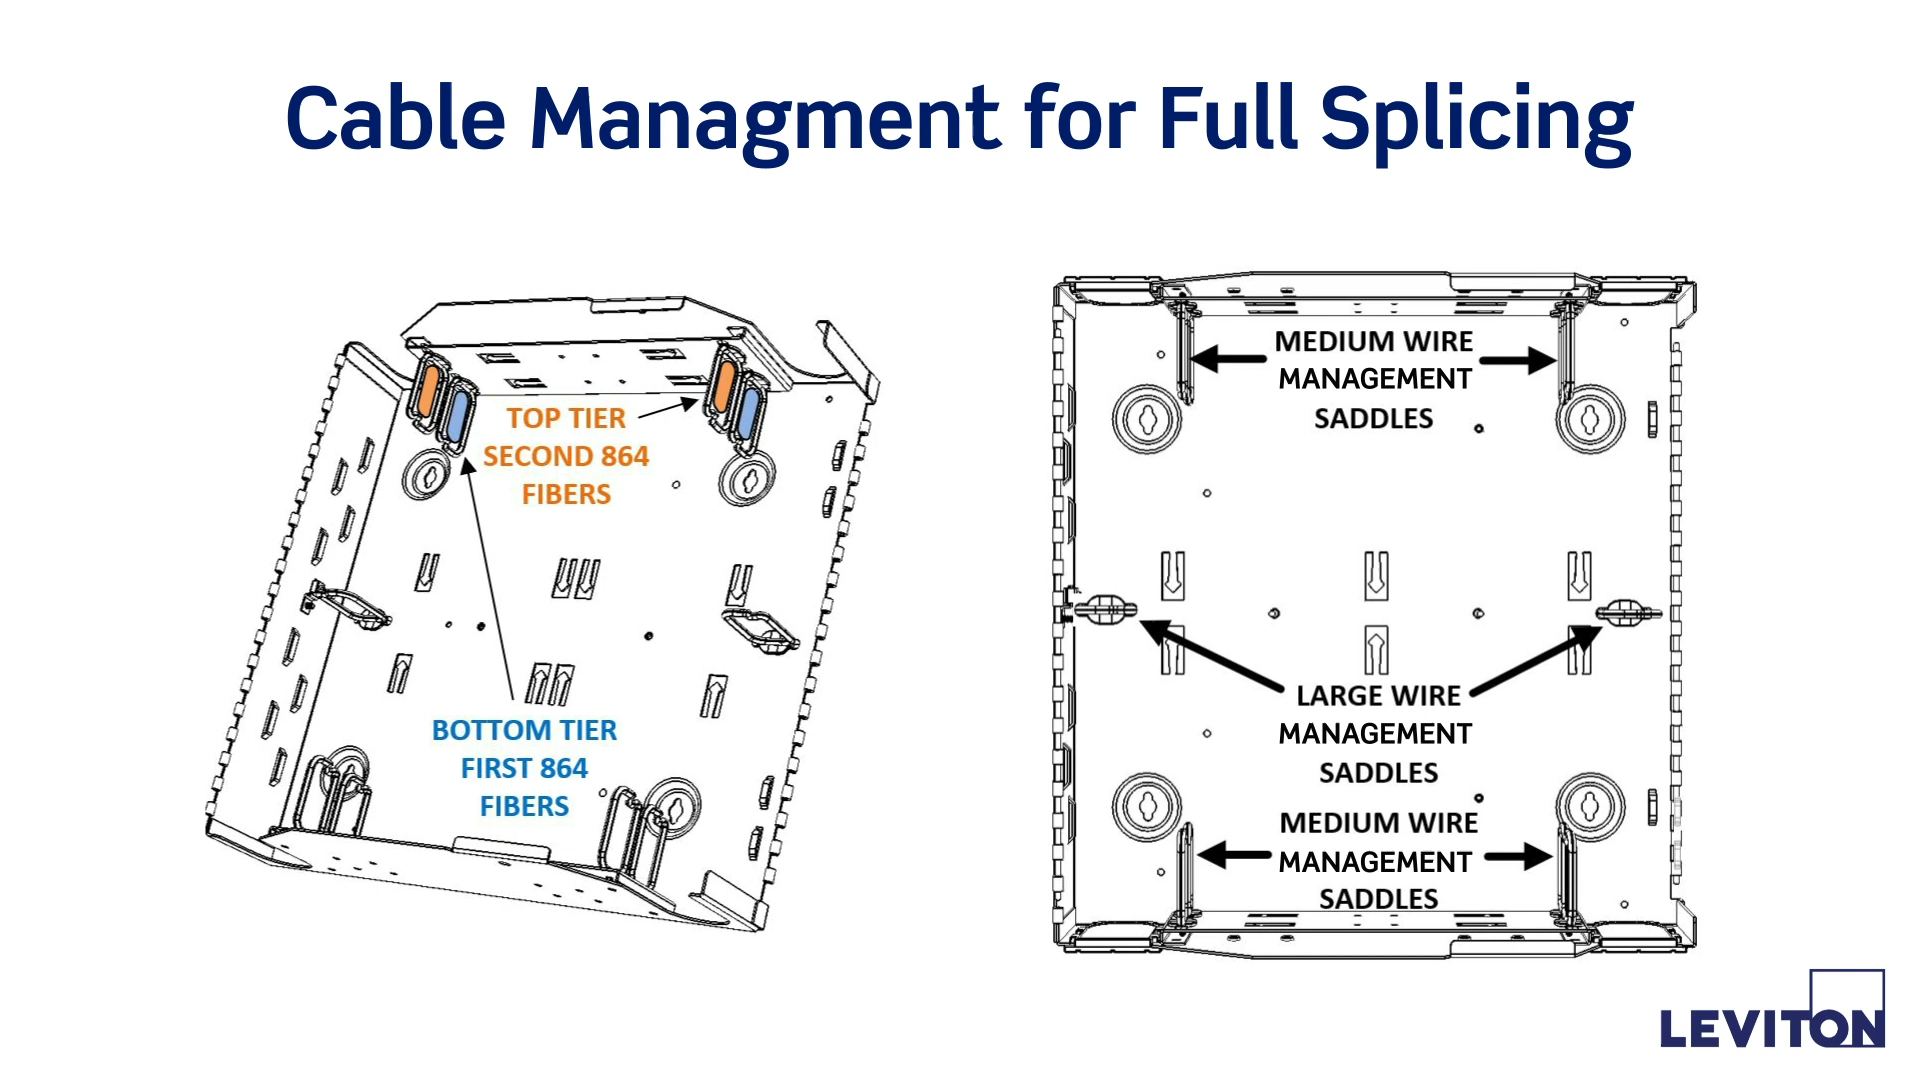 Cable Managment for Full Splicing
TOP TIER
SECOND 864
FIBERS
BOTTOM TIER
FIRST 864
FIBERS
MEDIUM WIRE
MANAGEMENT
SADDLES
LARGE WIRE
MANAGEMENT
SADDLES
MEDIUM WIRE
MANAGEMENT
SADDLES
LEVITON